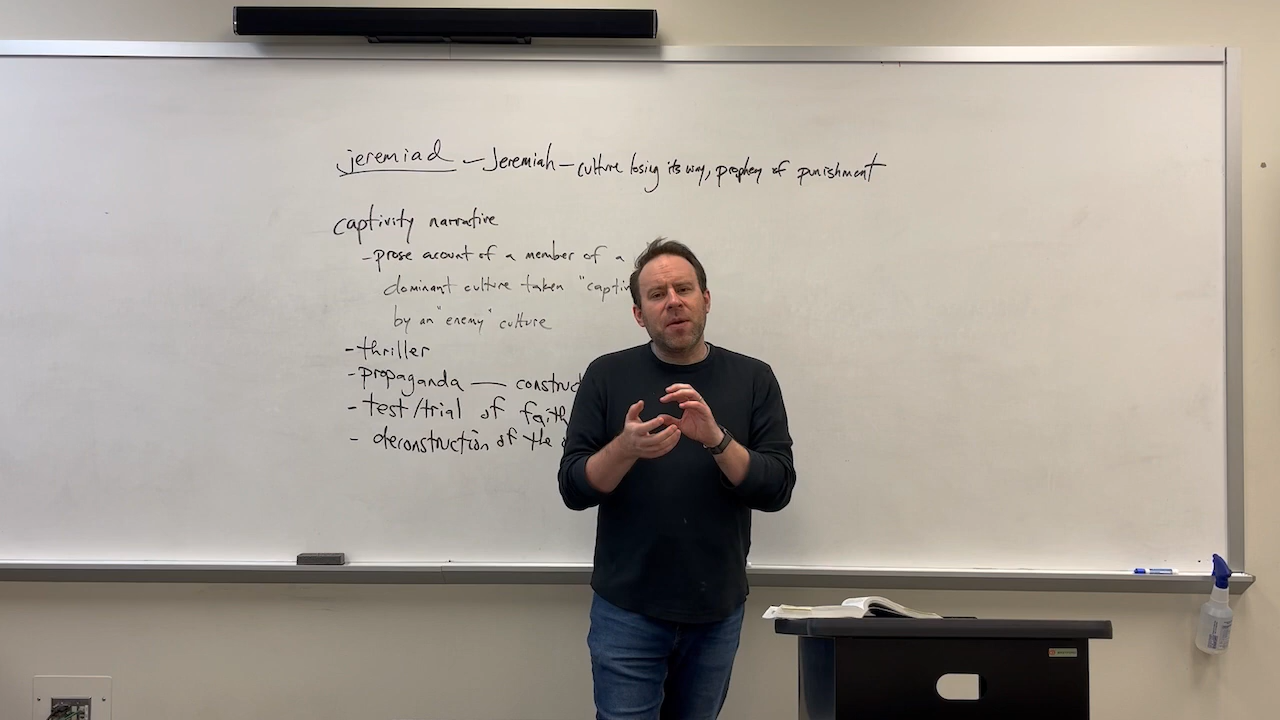 jeremiad – Jeremiah – culture losing its way, prophecy of punishment
captivity narrative
- prose account of a member of a
dominant culture taken "captiv
by an "enemy" culture
- thriller
- propaganda — construc
- test/trial of faith
- deconstruction of the